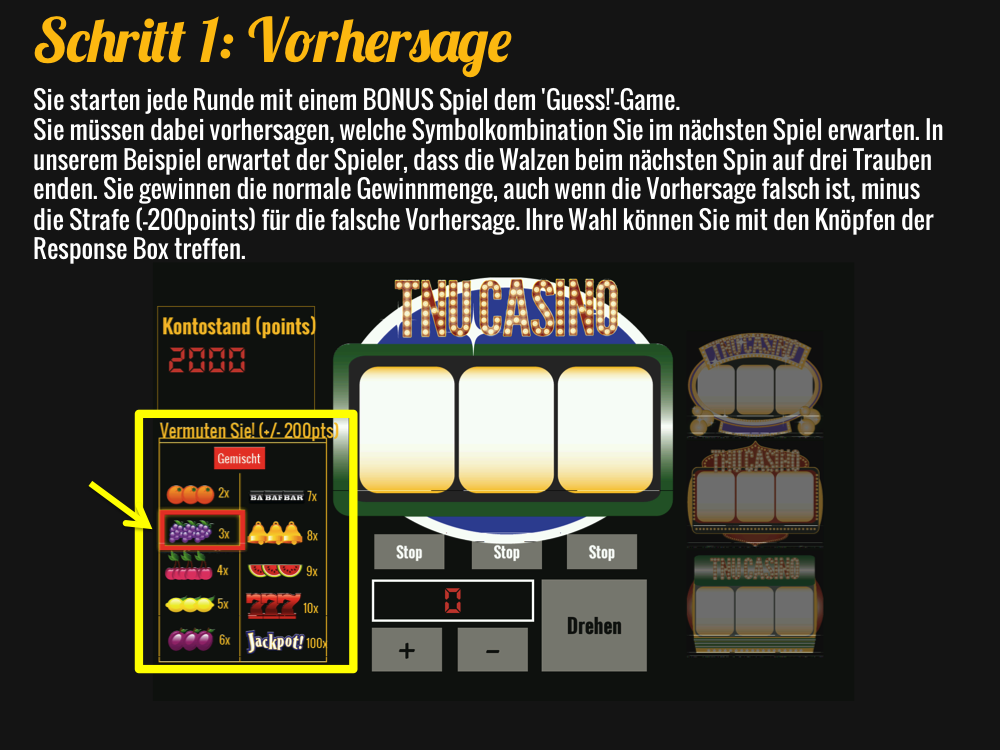 Schritt 1: Vorhersage
Sie starten jede Runde mit einem BONUS Spiel dem 'Guess!'-Game.
Sie müssen dabei vorhersagen, welche Symbolkombination Sie im nächsten Spiel erwarten. In
unserem Beispiel erwartet der Spieler, dass die Walzen beim nächsten Spin auf drei Trauben
enden. Sie gewinnen die normale Gewinnmenge, auch wenn die Vorhersage falsch ist, minus
die Strafe (-200points) für die falsche Vorhersage. Ihre Wahl können Sie mit den Knöpfen der
Response Box treffen.
TNUCASINO
Kontostand (points)
2000
Vermuten Sie! (+/- 200pts)
Gemischt
2x
BAR BAR BAR 7x
3x
8x
4x
9x
5x
777 10x
6x
Jackpot! 100x
Stop Stop Stop
0
Drehen
+ -
TNUCASINO
TNUCASINO
TNUCASINO